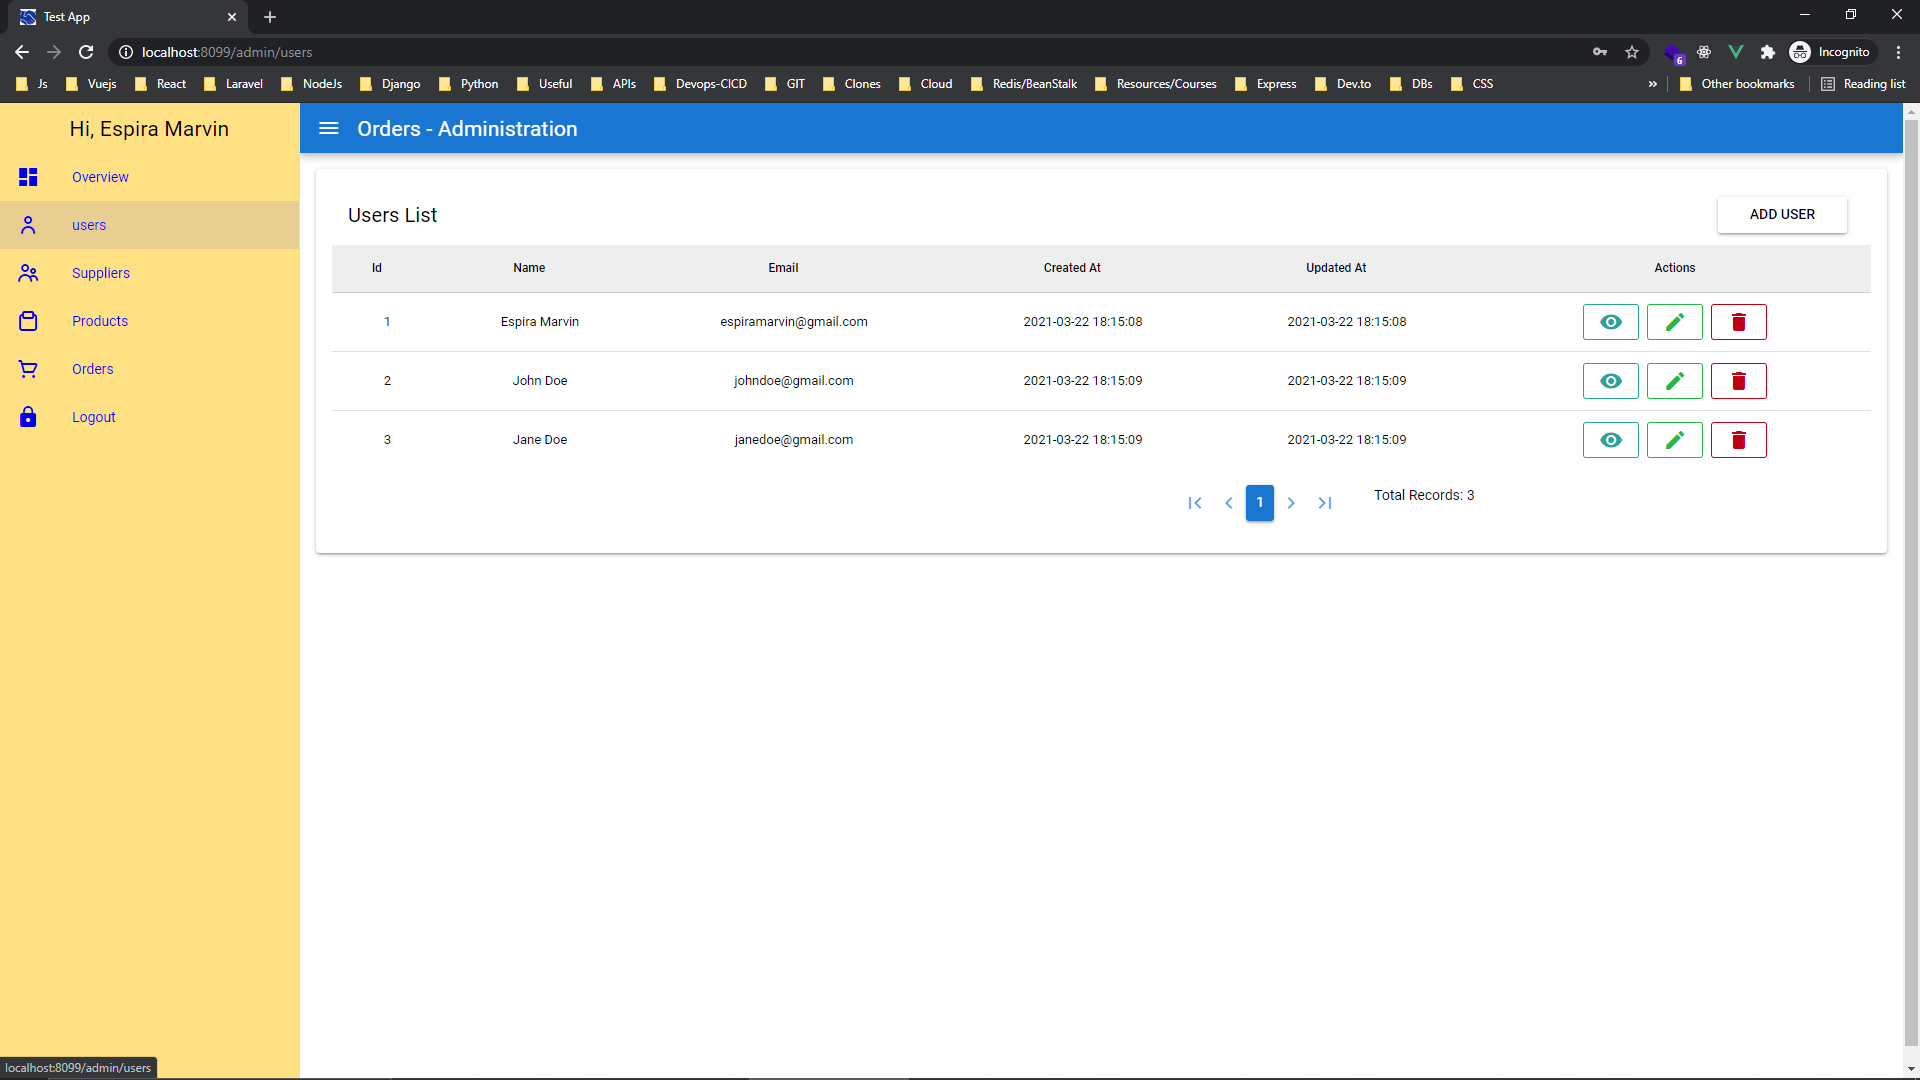 Test App
localhost:8099/admin/users
6
Incognito
Js Vuejs React Laravel NodeJs Django Python Useful APIs Devops-CICD GIT Clones Cloud Redis/BeanStalk Resources/Courses Express Dev.to DBs CSS » Other bookmarks Reading list
Hi, Espira Marvin
Overview
users
Suppliers
Products
Orders
Logout
Orders - Administration
Users List
ADD USER
Id Name Email Created At Updated At Actions
1 Espira Marvin espiramarvin@gmail.com 2021-03-22 18:15:08 2021-03-22 18:15:08
2 John Doe johndoe@gmail.com 2021-03-22 18:15:09 2021-03-22 18:15:09
3 Jane Doe janedoe@gmail.com 2021-03-22 18:15:09 2021-03-22 18:15:09
1
Total Records: 3
localhost:8099/admin/users